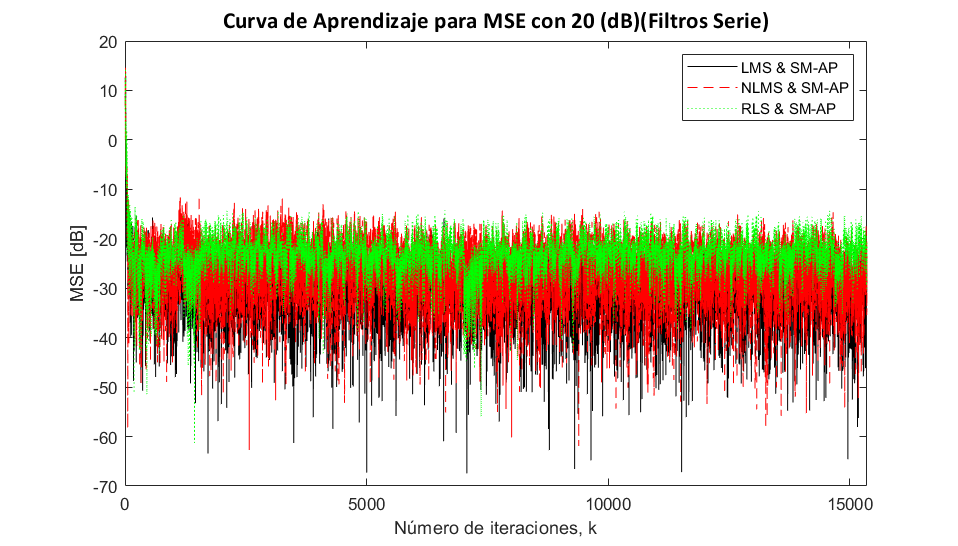 Curva de Aprendizaje para MSE con 20 (dB)(Filtros Serie)
20
10
0
-10
-20
-30
-40
-50
-60
-70
MSE [dB]
LMS & SM-AP
NLMS & SM-AP
RLS & SM-AP
0
5000
10000
15000
Número de iteraciones, k